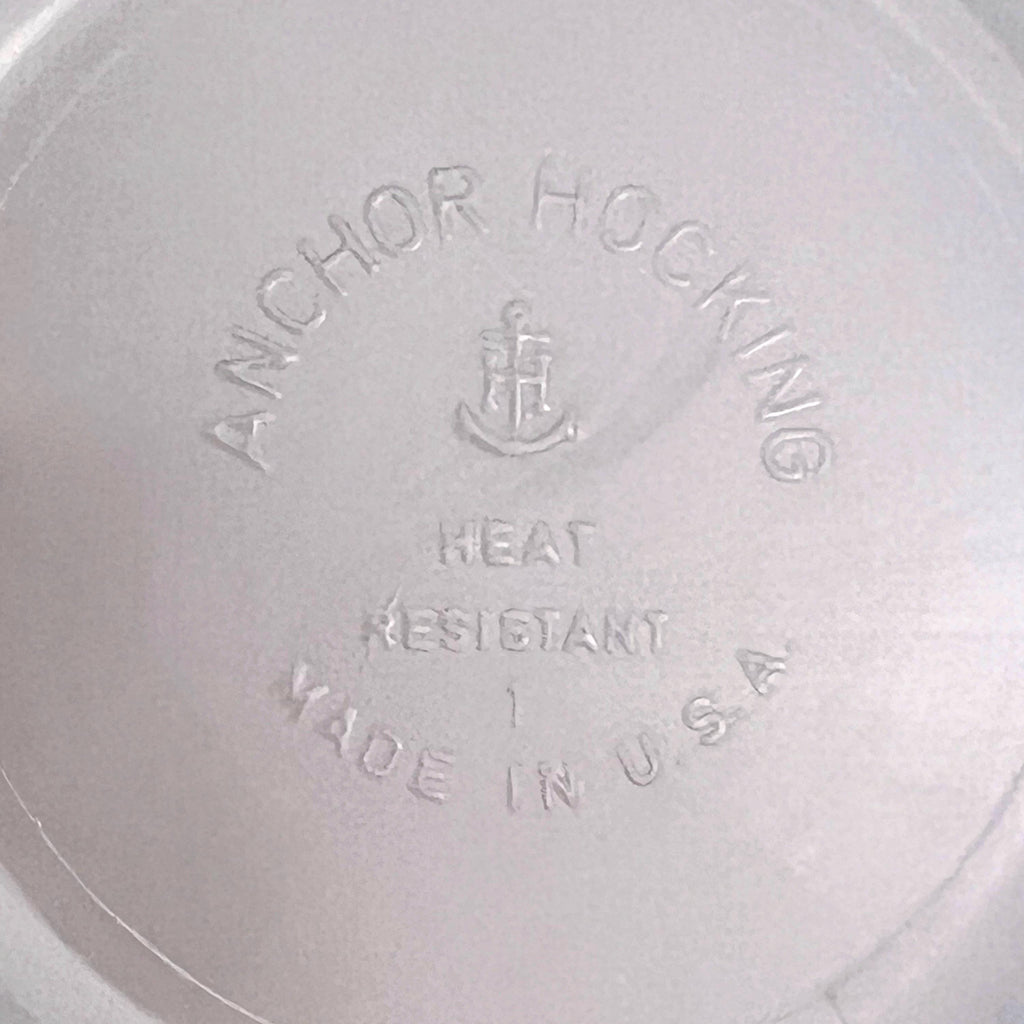 ANCHOR HOCKING
H
HEAT
RESISTANT
1
MADE IN U.S.A